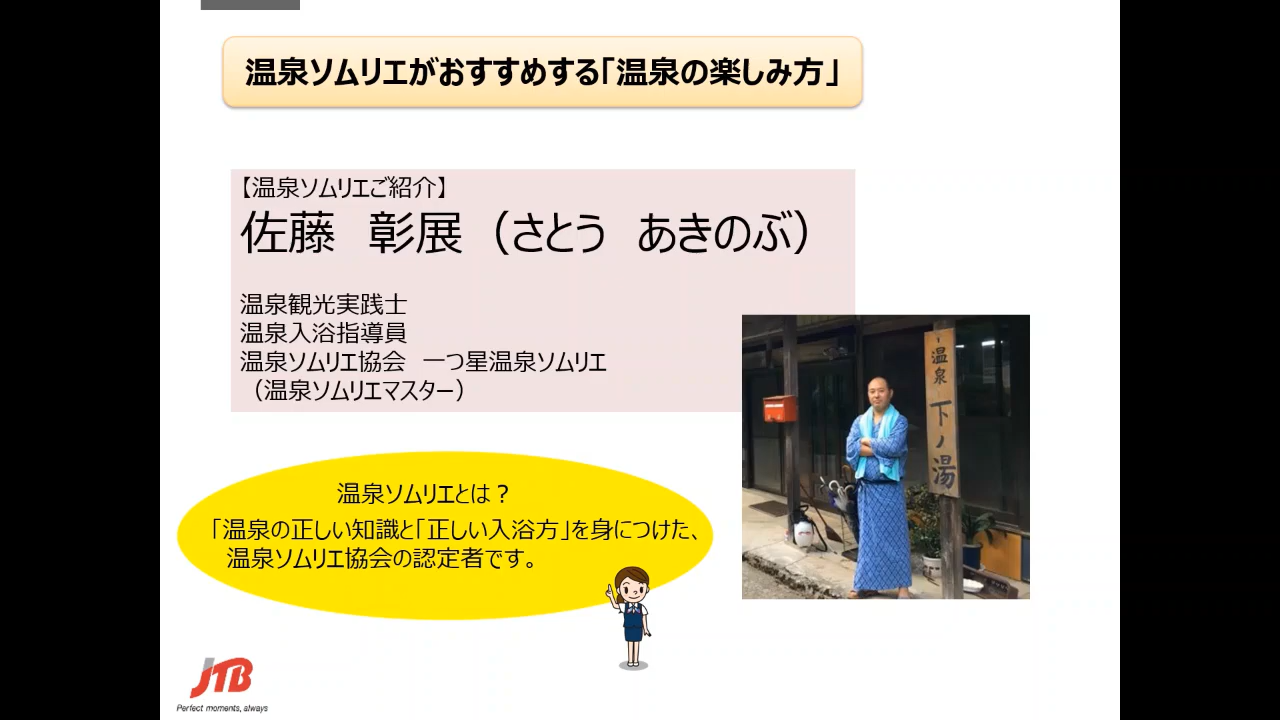 温泉ソムリエがおすすめする｢温泉の楽しみ方｣
【温泉ソムリエご紹介】
佐藤　彰展　（さとう　あきのぶ）
温泉観光実践士
温泉入浴指導員
温泉ソムリエ協会　一つ星温泉ソムリエ
（温泉ソムリエマスター）
温泉
下ノ湯
温泉ソムリエとは？
｢温泉の正しい知識と｢正しい入浴方｣を身につけた、
温泉ソムリエ協会の認定者です。
JTB
Perfect moments, always